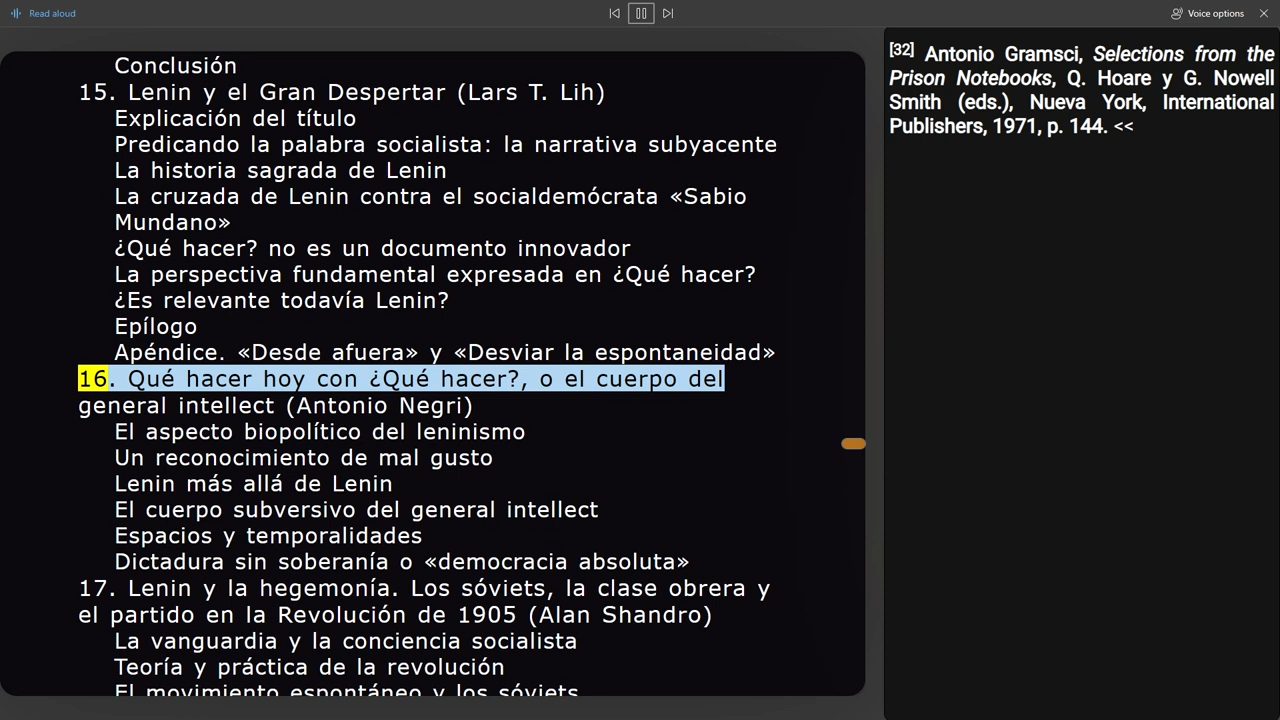 Read aloud
Voice options
Conclusión
15. Lenin y el Gran Despertar (Lars T. Lih)
Explicación del título
Predicando la palabra socialista: la narrativa subyacente
La historia sagrada de Lenin
La cruzada de Lenin contra el socialdemócrata «Sabio
Mundano»
¿Qué hacer? no es un documento innovador
La perspectiva fundamental expresada en ¿Qué hacer?
¿Es relevante todavía Lenin?
Epílogo
Apéndice. «Desde afuera» y «Desviar la espontaneidad»
16. Qué hacer hoy con ¿Qué hacer?, o el cuerpo del
general intellect (Antonio Negri)
El aspecto biopolítico del leninismo
Un reconocimiento de mal gusto
Lenin más allá de Lenin
El cuerpo subversivo del general intellect
Espacios y temporalidades
Dictadura sin soberanía o «democracia absoluta»
17. Lenin y la hegemonía. Los sóviets, la clase obrera y
el partido en la Revolución de 1905 (Alan Shandro)
La vanguardia y la conciencia socialista
Teoría y práctica de la revolución
El movimiento espontáneo y los sóviets
[32] Antonio Gramsci, Selections from the
Prison Notebooks, Q. Hoare y G. Nowell
Smith (eds.), Nueva York, International
Publishers, 1971, p. 144. <<